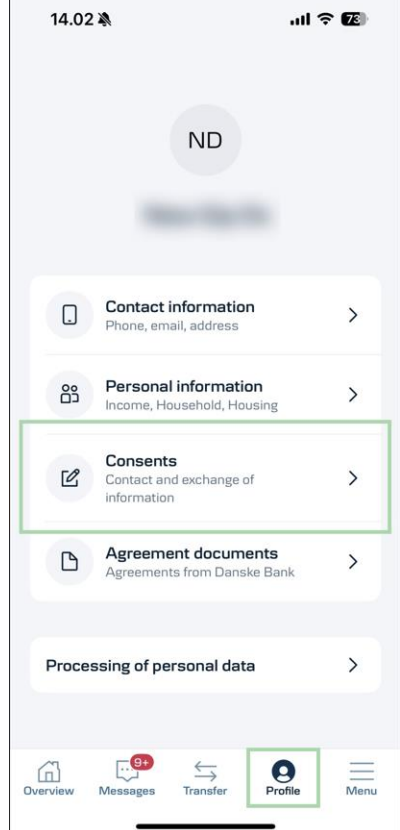 14.02
73
ND
Contact information
Phone, email, address
Personal information
Income, Household, Housing
Consents
Contact and exchange of
information
Agreement documents
Agreements from Danske Bank
Processing of personal data
9+
Overview
Messages
Transfer
Profile
Menu